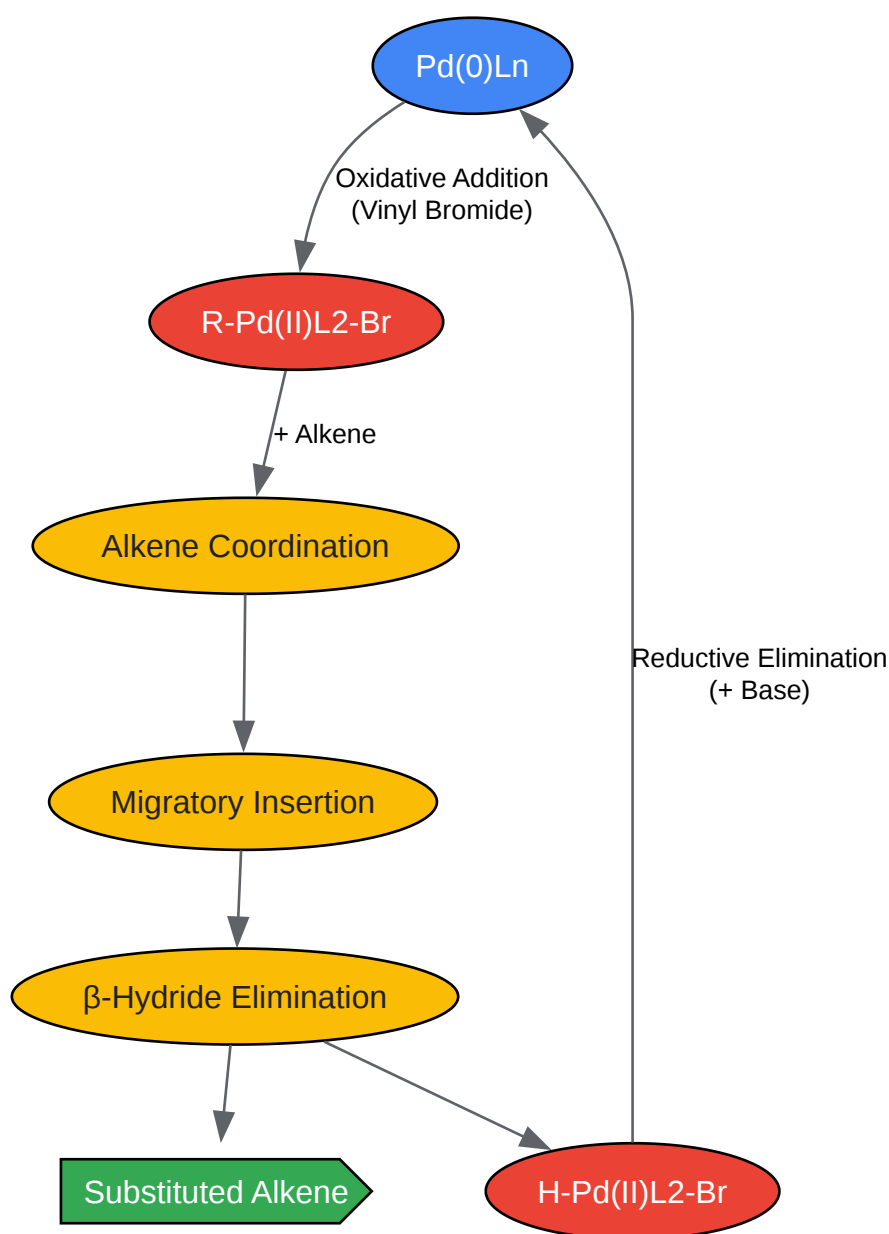 Pd(0)Ln
Oxidative Addition
(Vinyl Bromide)
R-Pd(II)L2-Br
+ Alkene
Alkene Coordination
Reductive Elimination
(+ Base)
Migratory Insertion
β-Hydride Elimination
Substituted Alkene
H-Pd(II)L2-Br